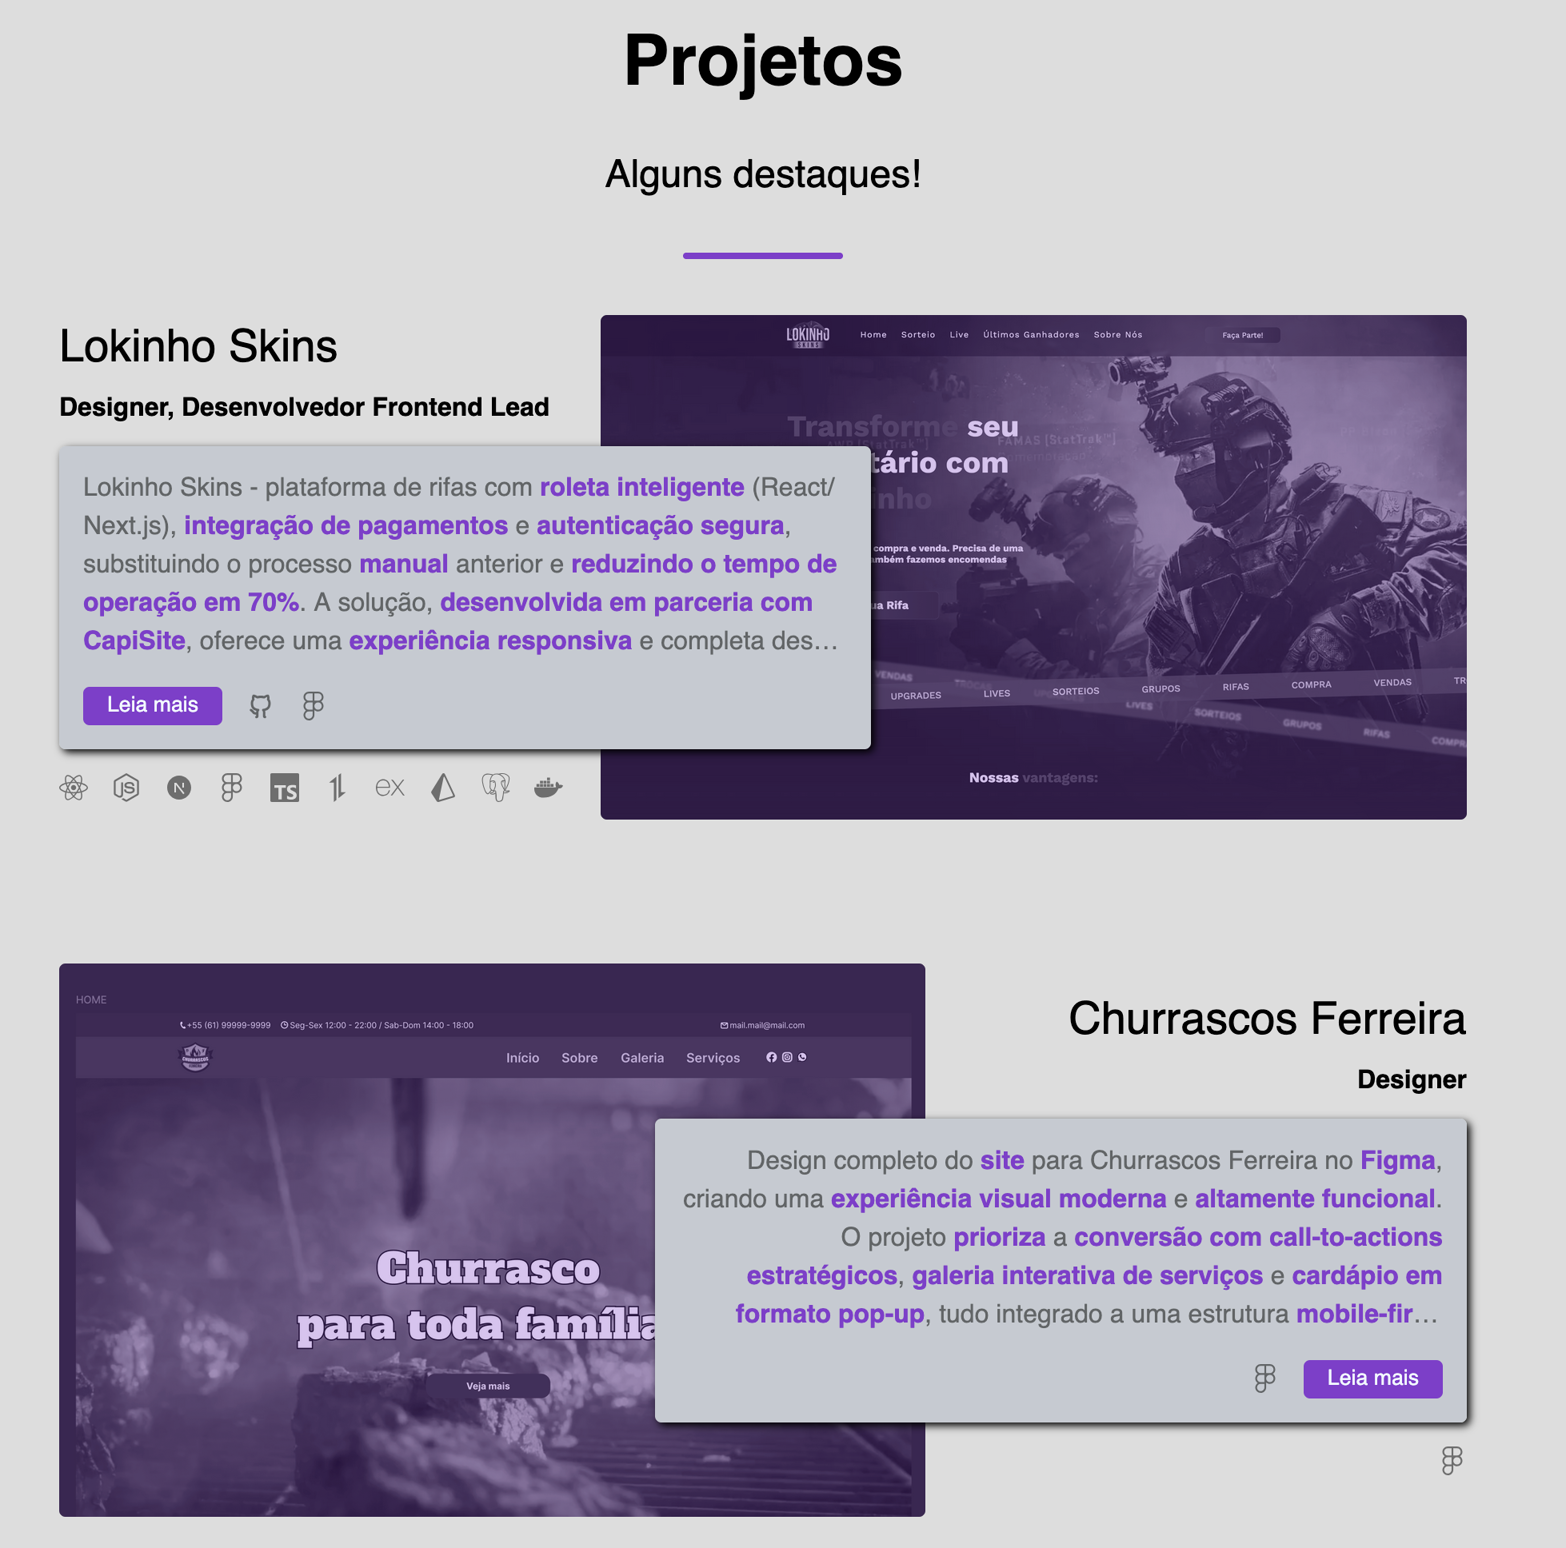 Projetos
Alguns destaques!
Lokinho Skins
Designer, Desenvolvedor Frontend Lead
Lokinho Skins - plataforma de rifas com roleta inteligente (React/
Next.js), integração de pagamentos e autenticação segura,
substituindo o processo manual anterior e reduzindo o tempo de
operação em 70%. A solução, desenvolvida em parceria com
CapiSite, oferece uma experiência responsiva e completa des…
Leia mais
JS
N
TS
ex
LOKINHO
SKINS
Home Sorteio Live Últimos Ganhadores Sobre Nós
Faça Parte!
Transforme seu
tário com
inho
FAMAS [StatTrak™]
compra e venda. Precisa de uma
ambém fazemos encomendas
ua Rifa
VENDAS
TROCAS
UPGRADES LIVES SORTEIOS GRUPOS RIFAS COMPRA VENDAS TR
LIVES SORTEIOS GRUPOS RIFAS COMPR
Nossas vantagens:
HOME
+55 (61) 99999-9999 Seg-Sex 12:00 - 22:00 / Sab-Dom 14:00 - 18:00
mail.mail@mail.com
CHURRASCOS
Início Sobre Galeria Serviços
Churrasco
para toda família
Veja mais
Churrascos Ferreira
Designer
Design completo do site para Churrascos Ferreira no Figma,
criando uma experiência visual moderna e altamente funcional.
O projeto prioriza a conversão com call-to-actions
estratégicos, galeria interativa de serviços e cardápio em
formato pop-up, tudo integrado a uma estrutura mobile-fir…
Leia mais